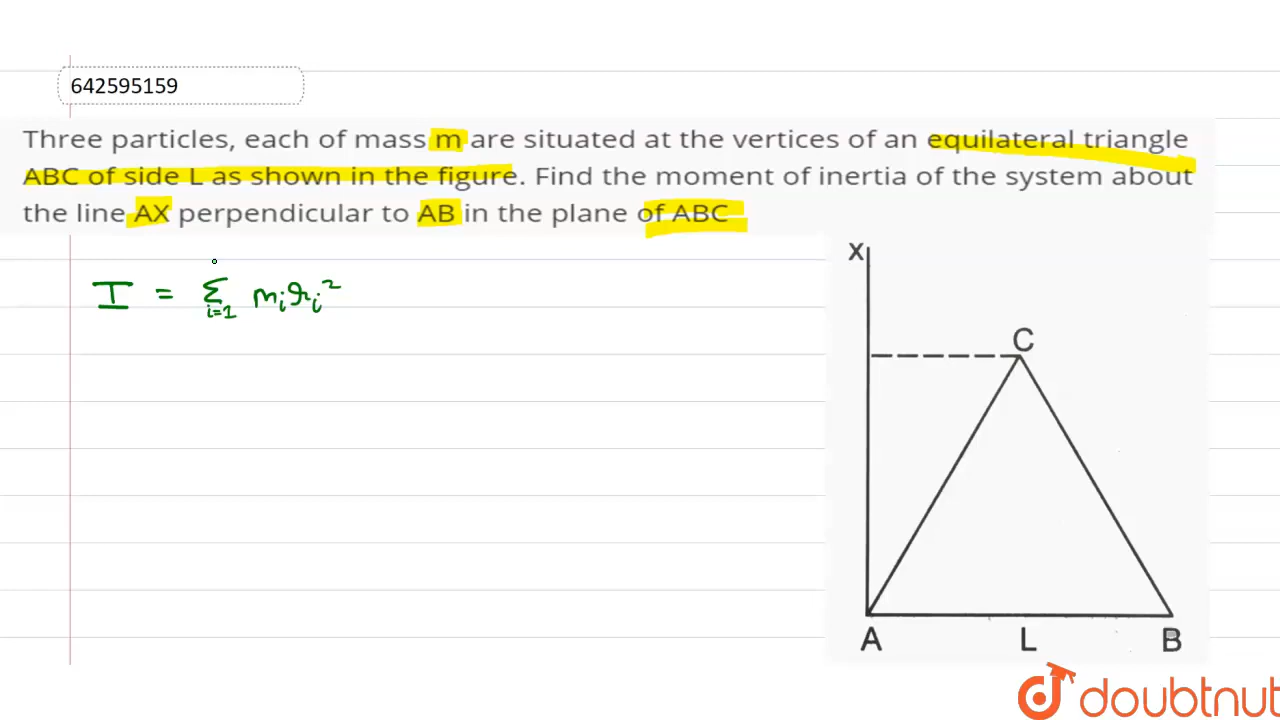 642595159
Three particles, each of mass m are situated at the vertices of an equilateral triangle
ABC of side L as shown in the figure. Find the moment of inertia of the system about
the line AX perpendicular to AB in the plane of ABC
X
I = Σ mᵢrᵢ²
i=1
C
A L B
doubtnut